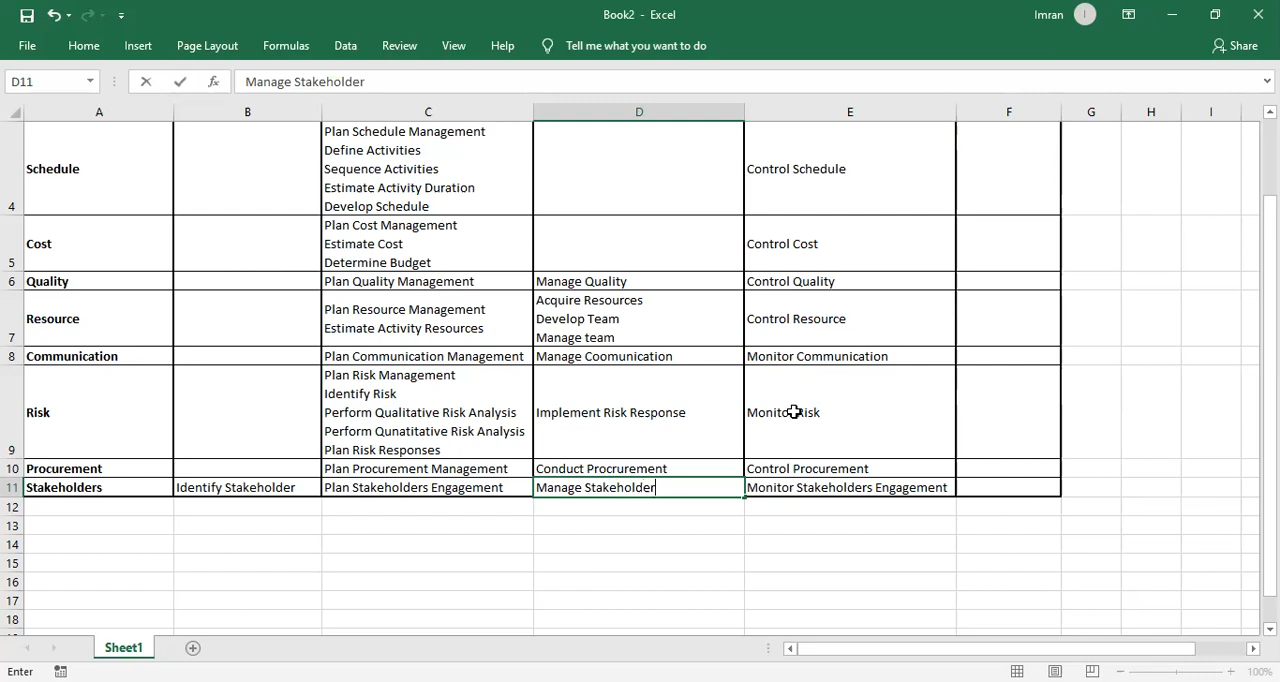 Book2 - Excel
Imran
I
File Home Insert Page Layout Formulas Data Review View Help Tell me what you want to do Share
D11 fx Manage Stakeholder
A B C D E F G H I
4 Schedule
Plan Schedule Management
Define Activities
Sequence Activities
Estimate Activity Duration
Develop Schedule
Control Schedule
5 Cost
Plan Cost Management
Estimate Cost
Determine Budget
Control Cost
6 Quality Plan Quality Management Manage Quality Control Quality
7 Resource
Plan Resource Management
Estimate Activity Resources
Acquire Resources
Develop Team
Manage team
Control Resource
8 Communication Plan Communication Management Manage Coomunication Monitor Communication
9 Risk
Plan Risk Management
Identify Risk
Perform Qualitative Risk Analysis
Perform Qunatitative Risk Analysis
Plan Risk Responses
Implement Risk Response
Monitor Risk
10 Procurement Plan Procurement Management Conduct Procrurement Control Procurement
11 Stakeholders Identify Stakeholder Plan Stakeholders Engagement Manage Stakeholder Monitor Stakeholders Engagement
12
13
14
15
16
17
18
Sheet1
Enter
100%